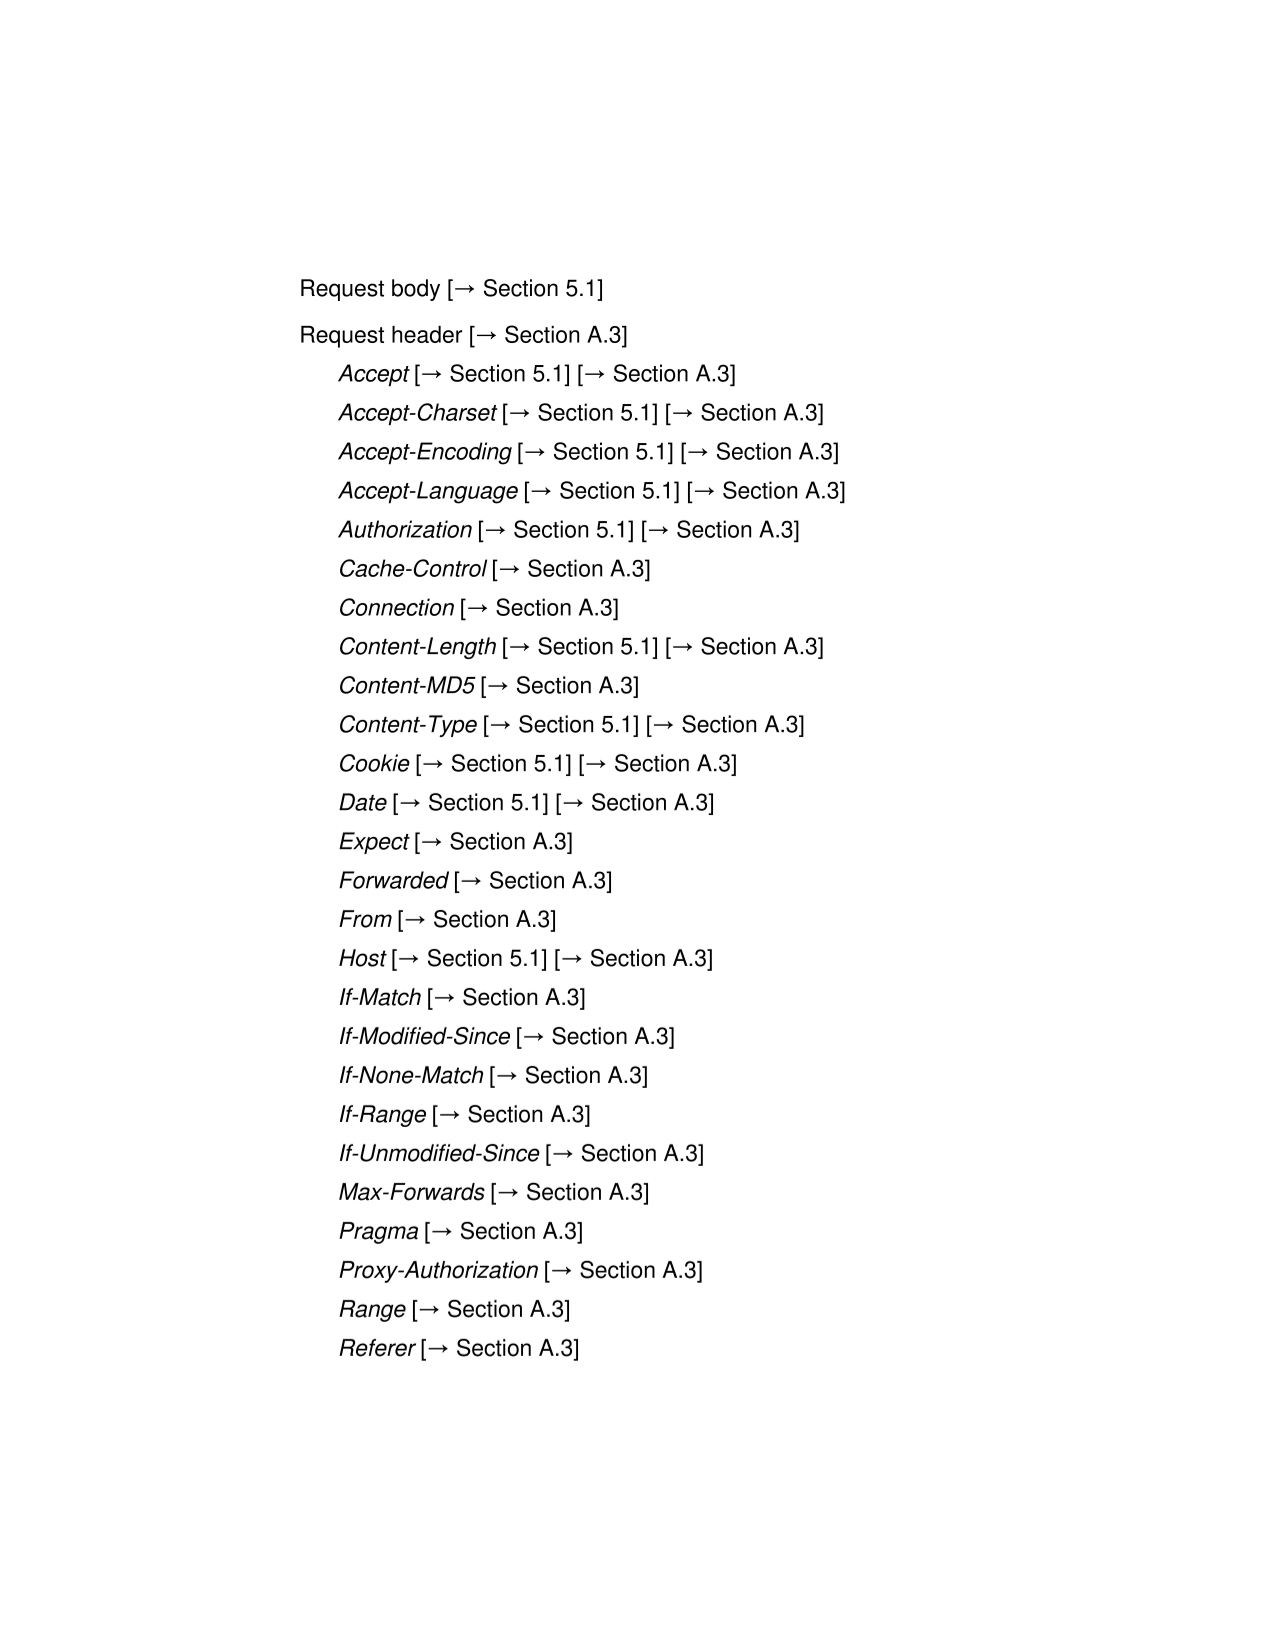 Request body [→ Section 5.1]
Request header [→ Section A.3]
Accept [→ Section 5.1] [→ Section A.3]
Accept-Charset [→ Section 5.1] [→ Section A.3]
Accept-Encoding [→ Section 5.1] [→ Section A.3]
Accept-Language [→ Section 5.1] [→ Section A.3]
Authorization [→ Section 5.1] [→ Section A.3]
Cache-Control [→ Section A.3]
Connection [→ Section A.3]
Content-Length [→ Section 5.1] [→ Section A.3]
Content-MD5 [→ Section A.3]
Content-Type [→ Section 5.1] [→ Section A.3]
Cookie [→ Section 5.1] [→ Section A.3]
Date [→ Section 5.1] [→ Section A.3]
Expect [→ Section A.3]
Forwarded [→ Section A.3]
From [→ Section A.3]
Host [→ Section 5.1] [→ Section A.3]
If-Match [→ Section A.3]
If-Modified-Since [→ Section A.3]
If-None-Match [→ Section A.3]
If-Range [→ Section A.3]
If-Unmodified-Since [→ Section A.3]
Max-Forwards [→ Section A.3]
Pragma [→ Section A.3]
Proxy-Authorization [→ Section A.3]
Range [→ Section A.3]
Referer [→ Section A.3]